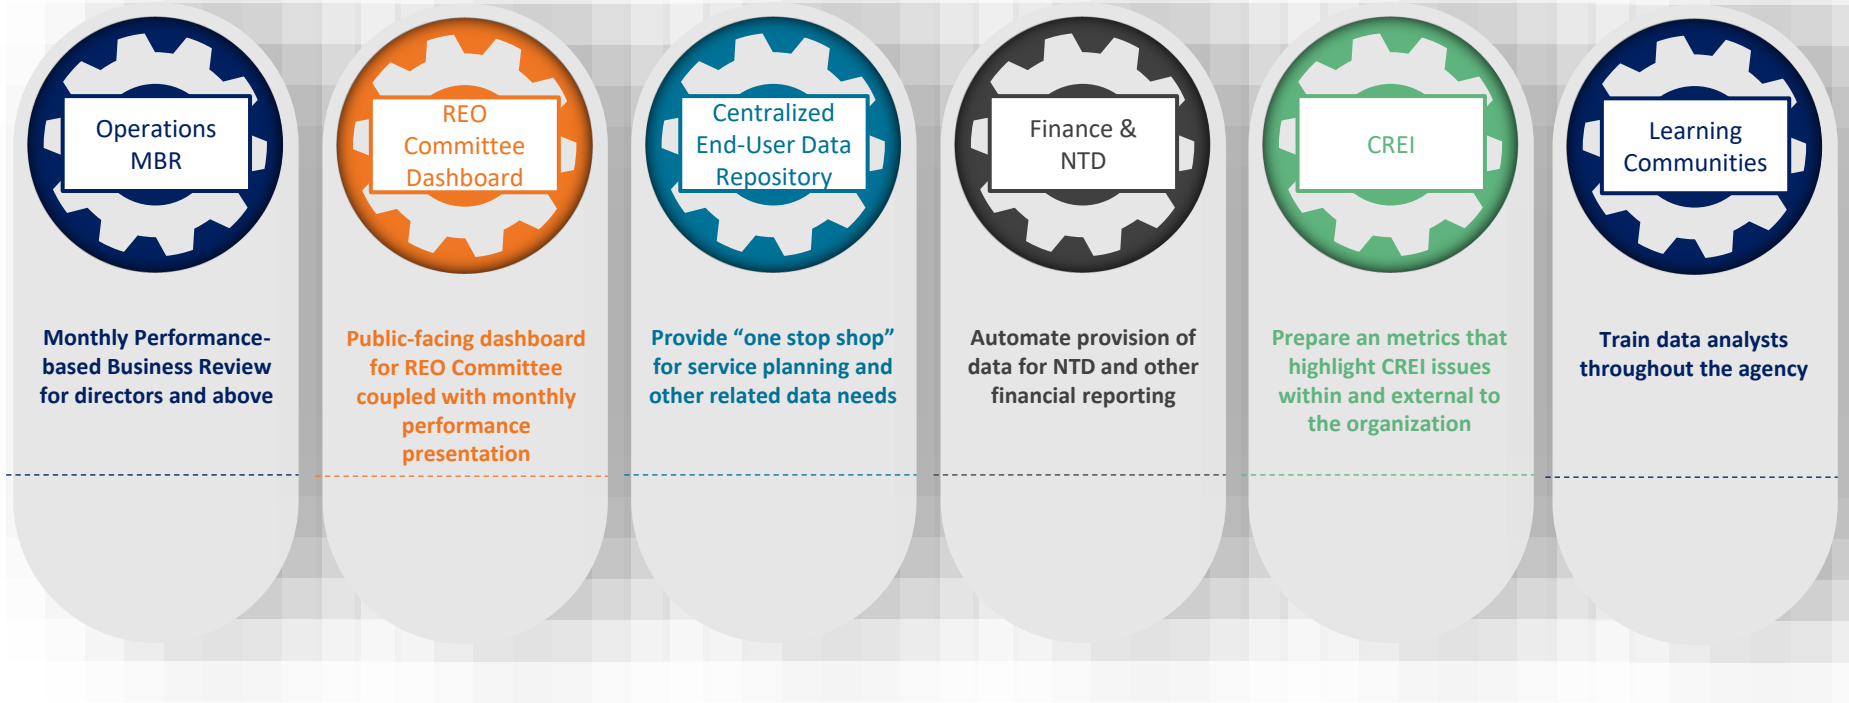 Operations
MBR
REO
Committee
Dashboard
Centralized
End-User Data
Repository
Finance &
NTD
CREI
Learning
Communities
Monthly Performance-
based Business Review
for directors and above
Public-facing dashboard
for REO Committee
coupled with monthly
performance
presentation
Provide “one stop shop”
for service planning and
other related data needs
Automate provision of
data for NTD and other
financial reporting
Prepare an metrics that
highlight CREI issues
within and external to
the organization
Train data analysts
throughout the agency